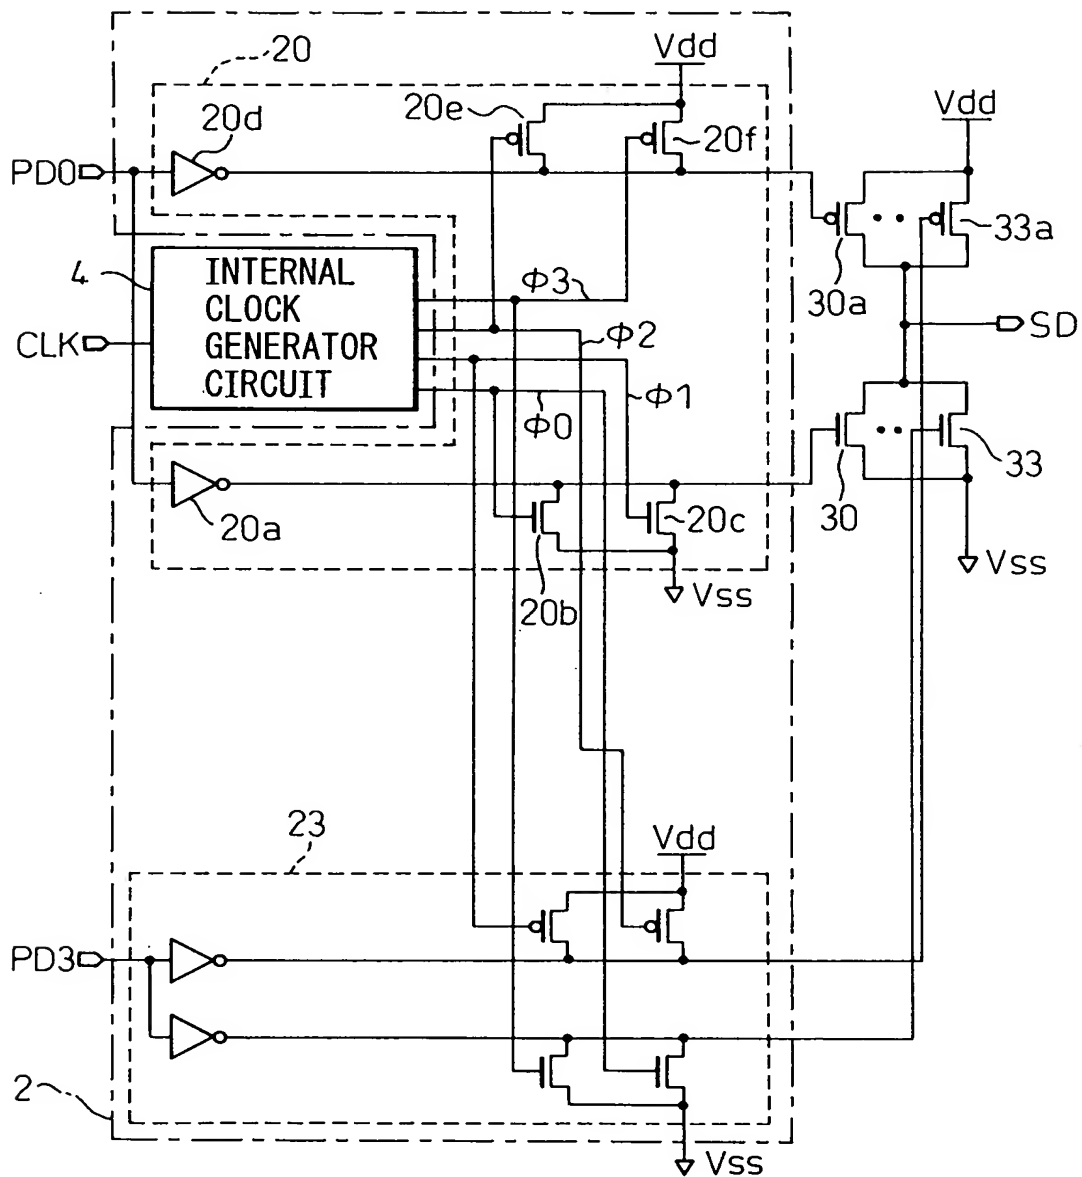 20
Vdd
20e
20d
20f
Vdd
PD0
33a
30a
4
INTERNAL
CLOCK
GENERATOR
CIRCUIT
Φ3
Φ2
SD
CLK
Φ1
Φ0
33
20a
20c
30
20b
Vss
Vss
23
Vdd
PD3
2
Vss